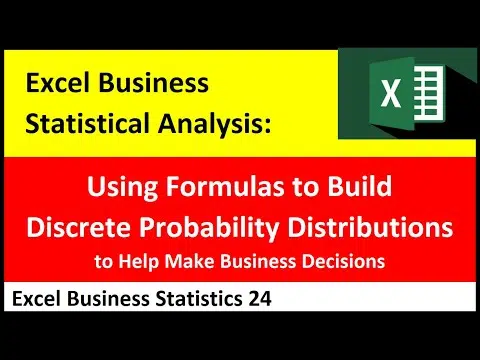 Excel Business
Statistical Analysis:
X
Using Formulas to Build
Discrete Probability Distributions
to Help Make Business Decisions
Excel Business Statistics 24